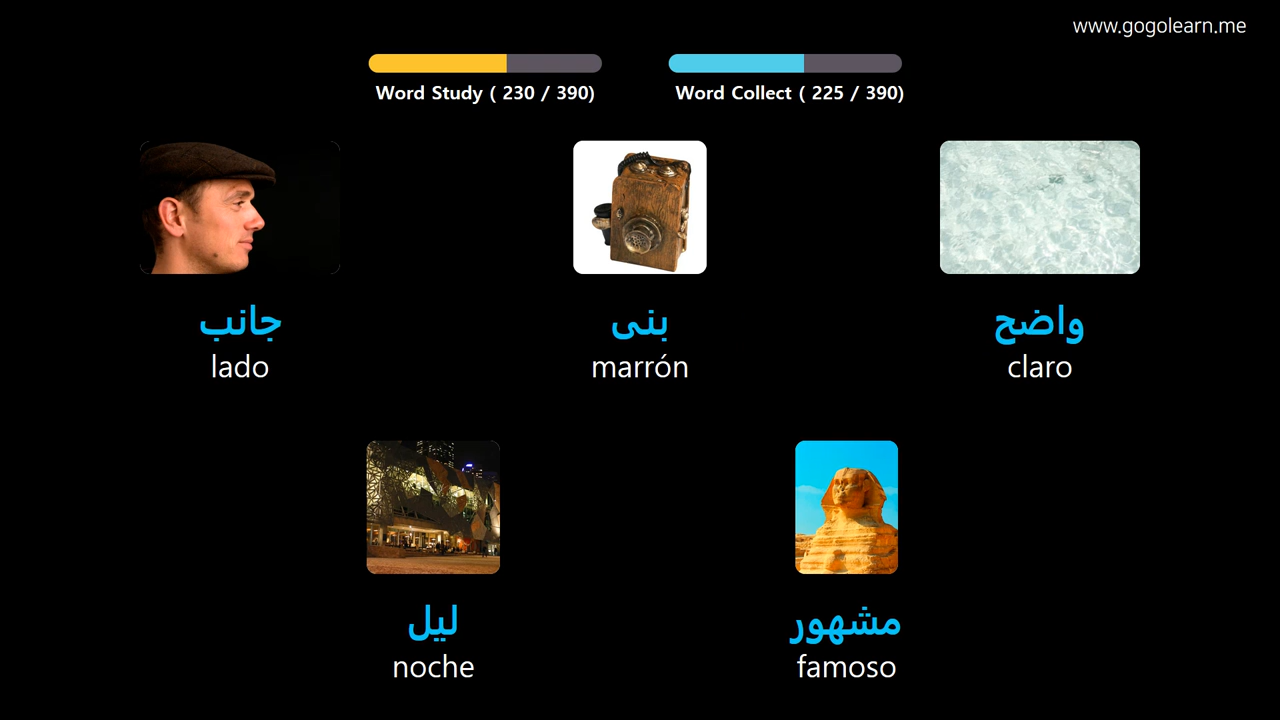 www.gogolearn.me
Word Study ( 230 / 390)
Word Collect ( 225 / 390)
جانب
lado
بنى
marrón
واضح
claro
ليل
noche
مشهور
famoso